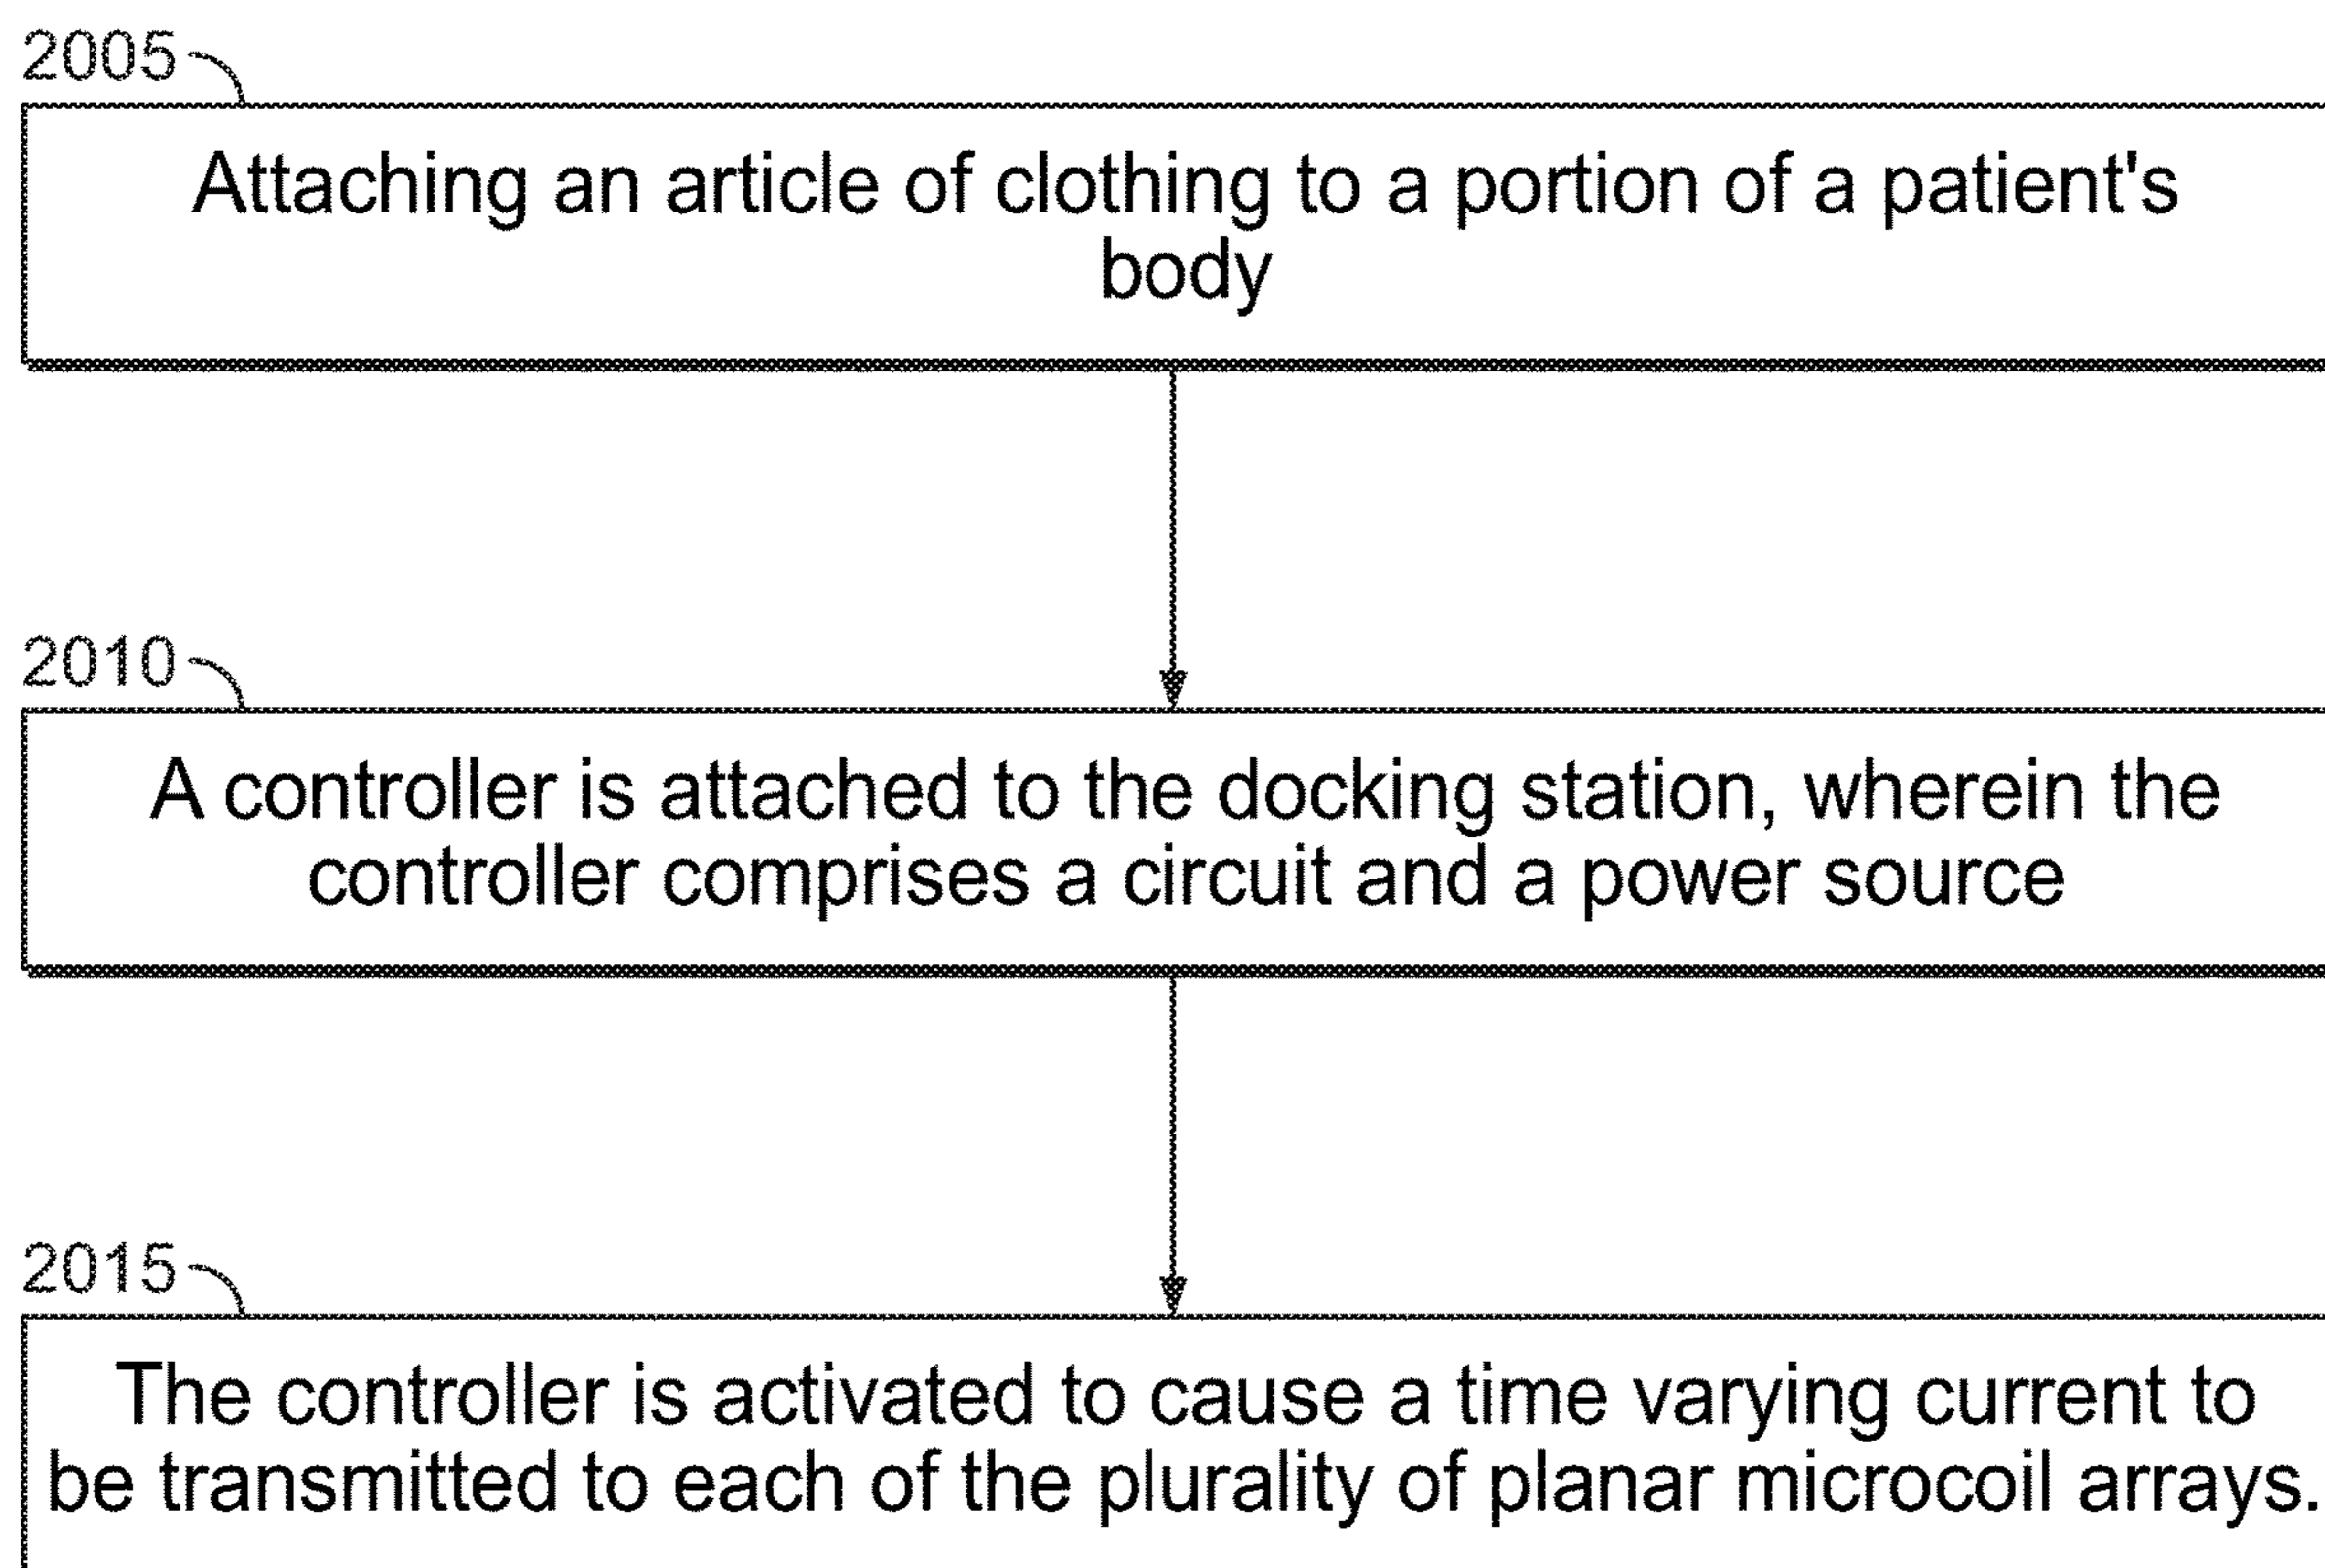 2005
Attaching an article of clothing to a portion of a patient's
body
2010
A controller is attached to the docking station, wherein the
controller comprises a circuit and a power source
2015
The controller is activated to cause a time varying current to
be transmitted to each of the plurality of planar microcoil arrays.